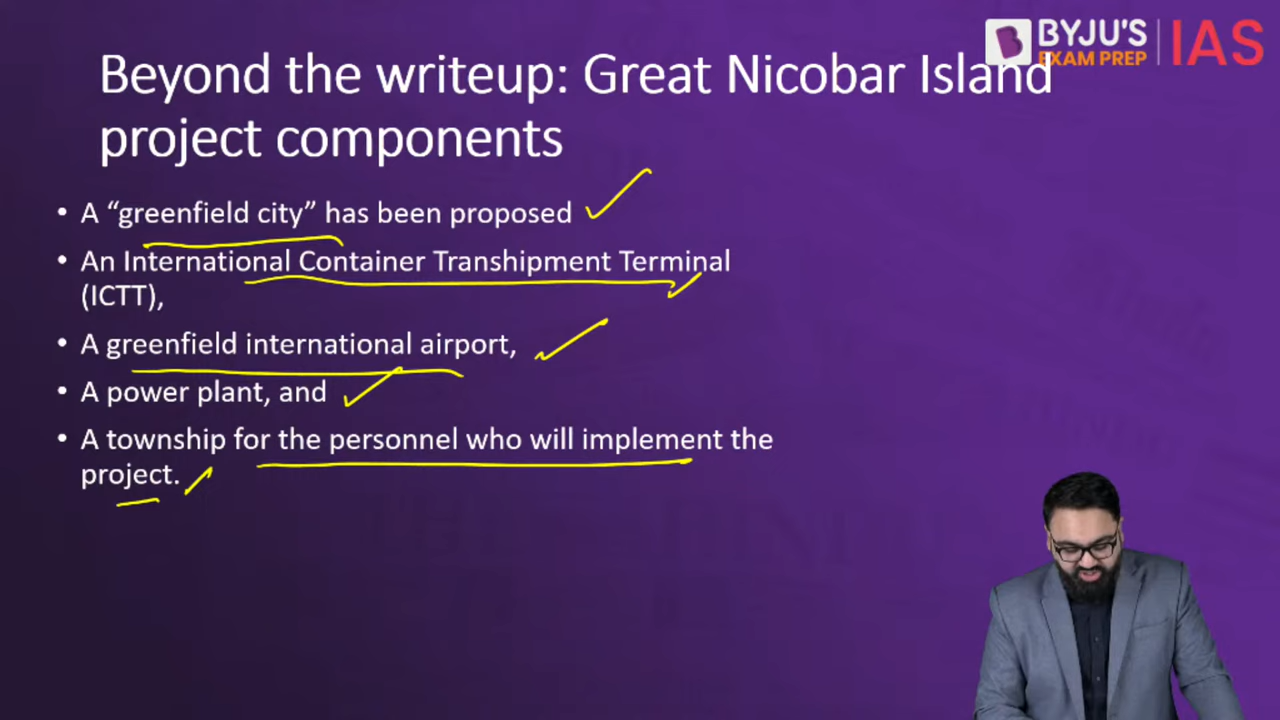 BYJU'S
EXAM PREP
IAS
Beyond the writeup: Great Nicobar Island
project components
• A “greenfield city” has been proposed
• An International Container Transhipment Terminal
(ICTT),
• A greenfield international airport,
• A power plant, and
• A township for the personnel who will implement the
project.